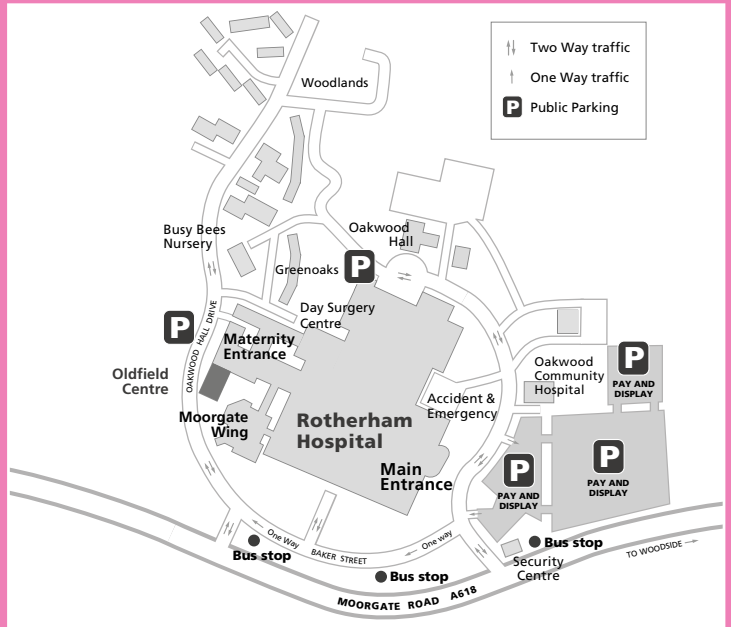 Two Way traffic
One Way traffic
P Public Parking
Woodlands
Busy Bees
Nursery
Oakwood
Hall
Greenoaks
P
Day Surgery
Centre
P
OAKWOOD HALL DRIVE
Maternity
Entrance
Oldfield
Centre
Moorgate
Wing
Rotherham
Hospital
Accident &
Emergency
Main
Entrance
Oakwood
Community
Hospital
P
PAY AND
DISPLAY
P
PAY AND
DISPLAY
P
PAY AND
DISPLAY
One Way
BAKER STREET
One way
Bus stop
Bus stop
Bus stop
Security
Centre
TO WOODSIDE
MOORGATE ROAD A618